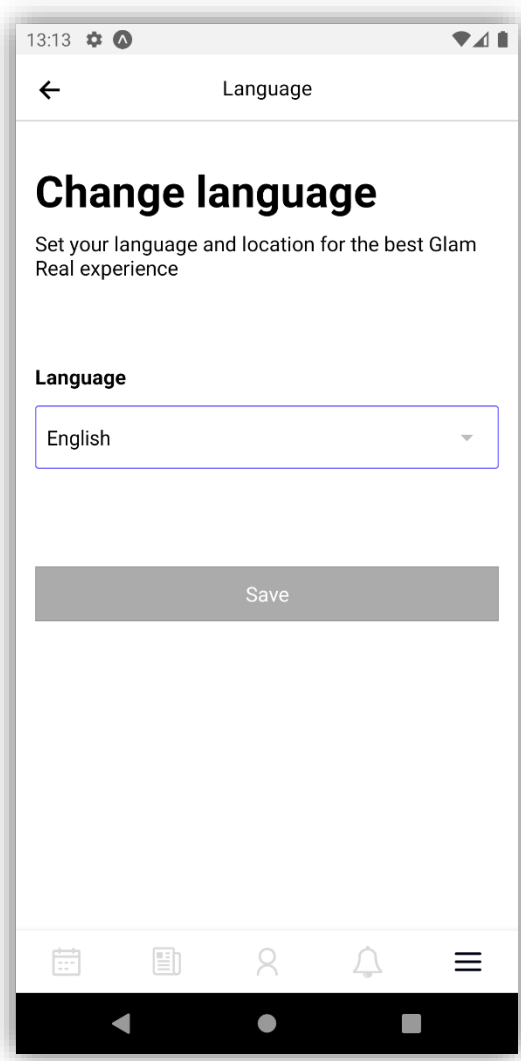 13:13
Language
Change language
Set your language and location for the best Glam
Real experience
Language
English
Save